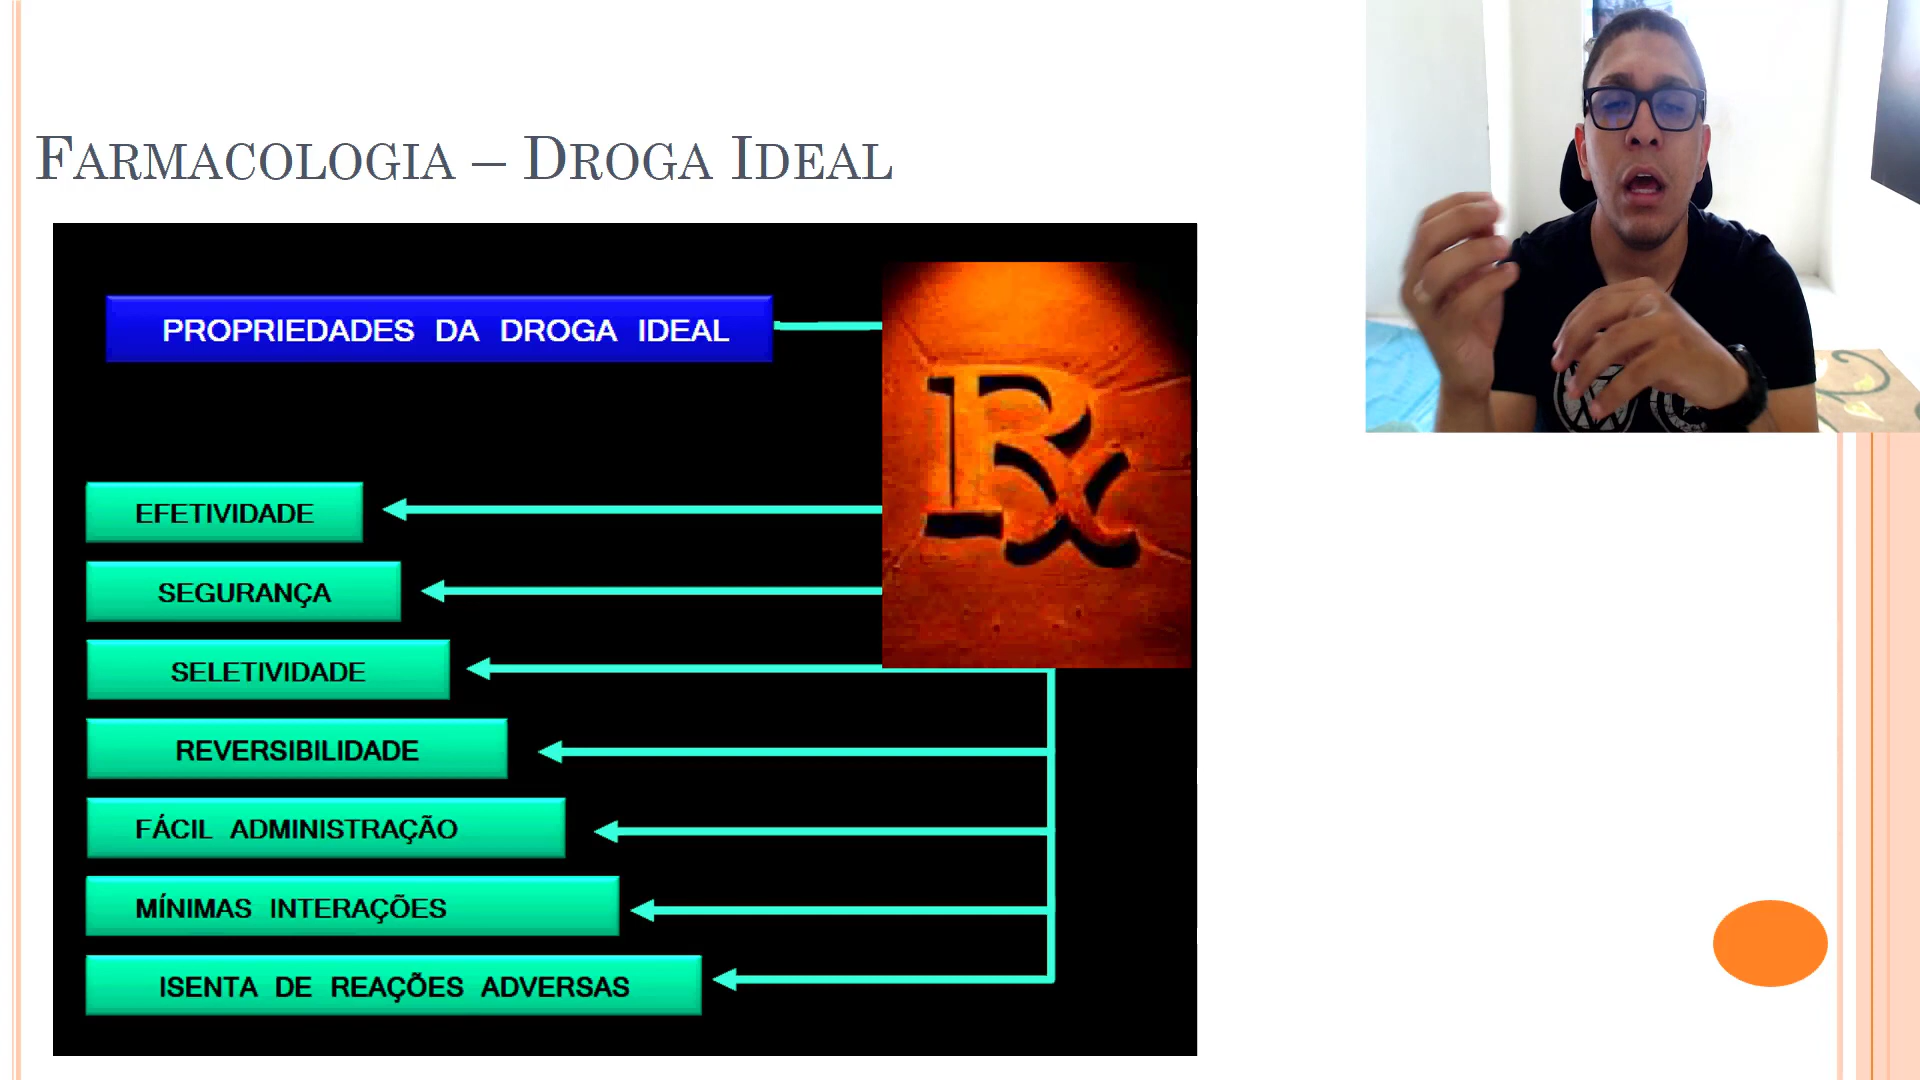 FARMACOLOGIA – DROGA IDEAL
PROPRIEDADES DA DROGA IDEAL
Rx
EFETIVIDADE
SEGURANÇA
SELETIVIDADE
REVERSIBILIDADE
FÁCIL ADMINISTRAÇÃO
MÍNIMAS INTERAÇÕES
ISENTA DE REAÇÕES ADVERSAS